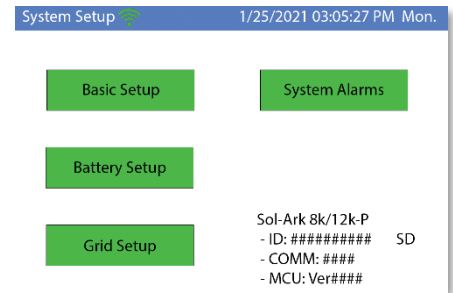 System Setup 1/25/2021 03:05:27 PM Mon.
Basic Setup System Alarms
Battery Setup
Grid Setup
Sol-Ark 8k/12k-P
- ID: ########## SD
- COMM: ####
- MCU: Ver####